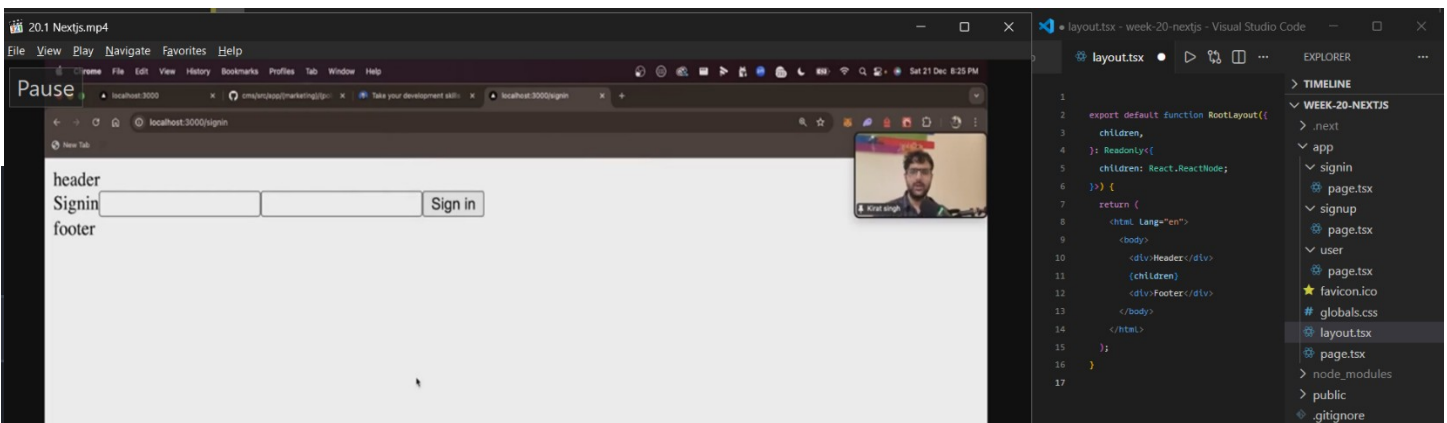 20.1 Nextjs.mp4
File View Play Navigate Favorites Help
Pause
Chrome File Edit View History Bookmarks Profiles Tab Window Help
Sat 21 Dec 8:25 PM
localhost:3000
Take your development skill
localhost:3000/signin
localhost:3000/signin
New Tab
header
Signin Sign in
footer
Kirat singh
layout.tsx - week-20-nextjs - Visual Studio Code
layout.tsx
1
2 export default function RootLayout({
3 children,
4 }: Readonly<{
5 children: React.ReactNode;
6 }>) {
7 return (
8 <html lang="en">
9 <body>
10 <div>Header</div>
11 {children}
12 <div>Footer</div>
13 </body>
14 </html>
15 );
16 }
17
EXPLORER
TIMELINE
WEEK-20-NEXTJS
.next
app
signin
page.tsx
signup
page.tsx
user
page.tsx
favicon.ico
# globals.css
layout.tsx
page.tsx
node_modules
public
.gitignore